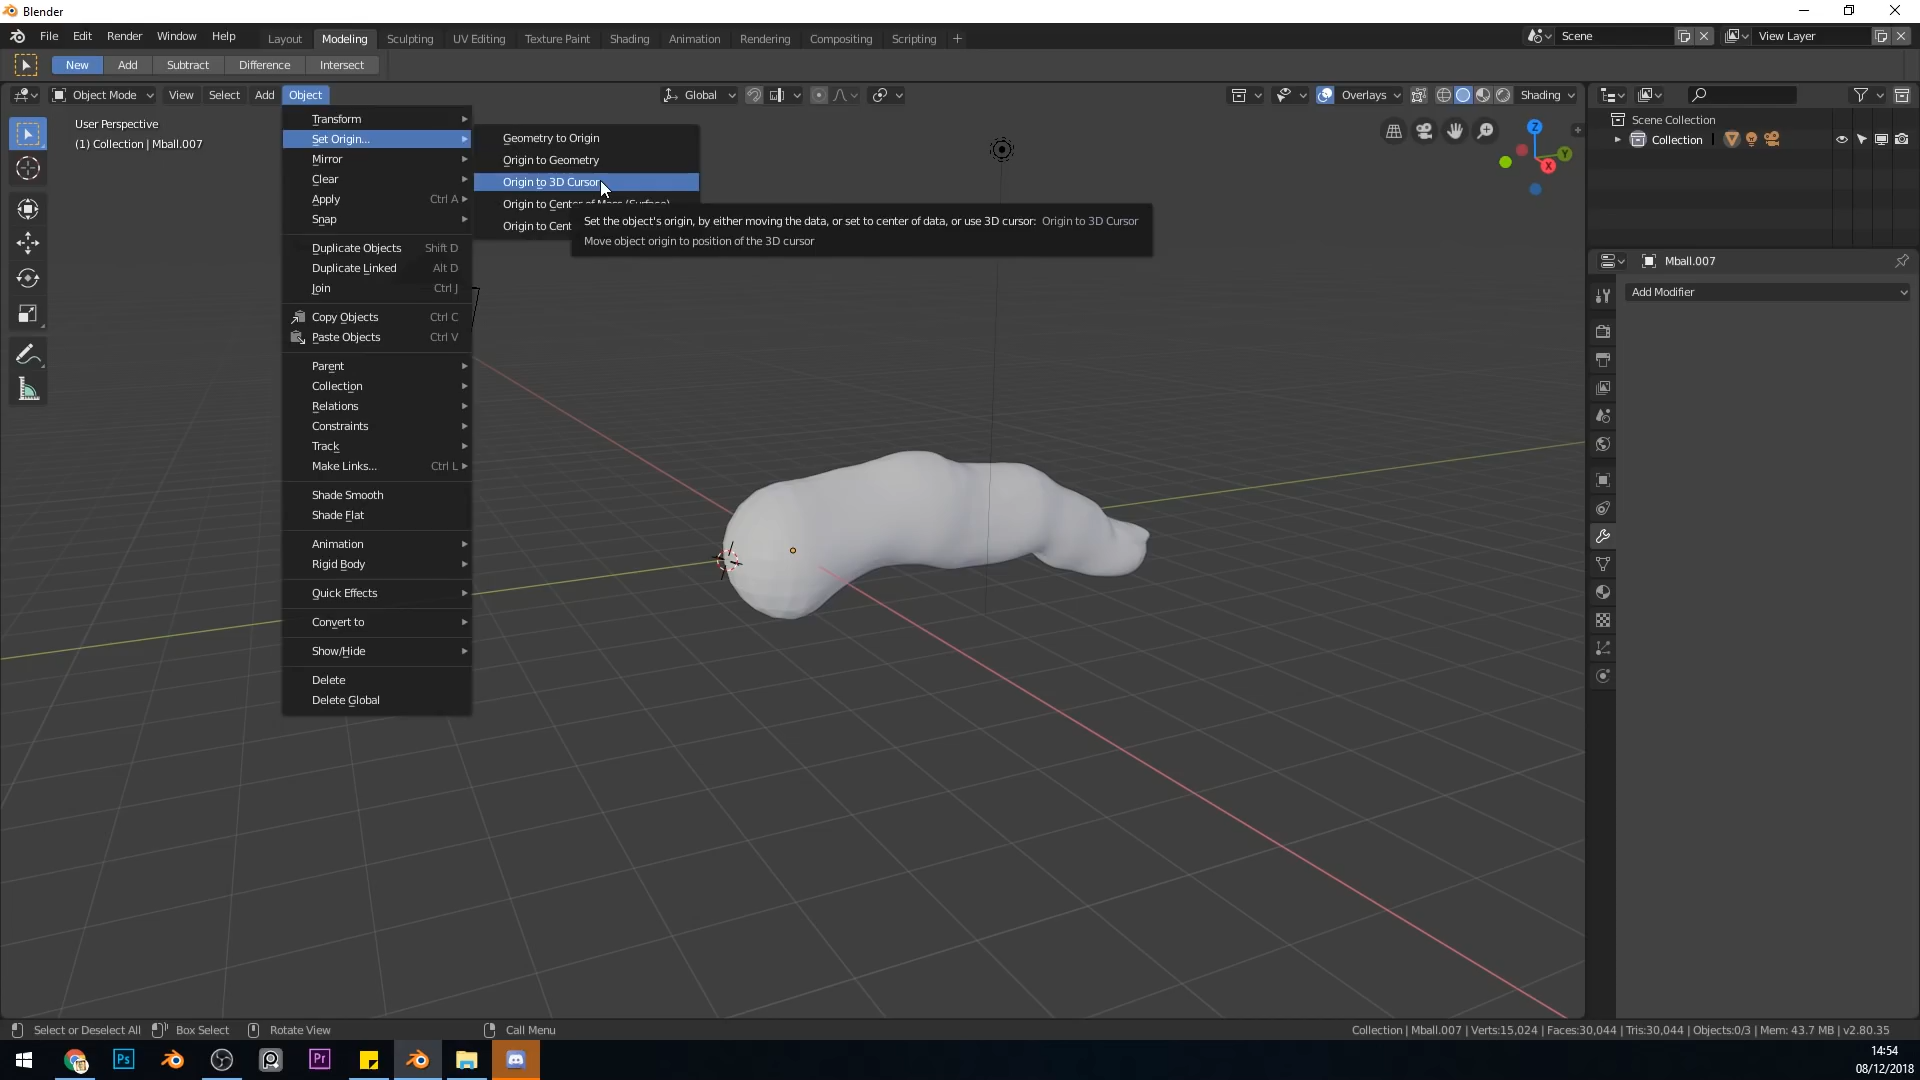 Blender
File Edit Render Window Help Layout Modeling Sculpting UV Editing Texture Paint Shading Animation Rendering Compositing Scripting + Scene View Layer
New Add Subtract Difference Intersect
Object Mode View Select Add Object Global Overlays Shading
User Perspective
(1) Collection | Mball.007
Transform
Set Origin...
Mirror
Clear
Apply Ctrl A
Snap
Duplicate Objects Shift D
Duplicate Linked Alt D
Join Ctrl J
Copy Objects Ctrl C
Paste Objects Ctrl V
Parent
Collection
Relations
Constraints
Track
Make Links... Ctrl L
Shade Smooth
Shade Flat
Animation
Rigid Body
Quick Effects
Convert to
Show/Hide
Delete
Delete Global
Geometry to Origin
Origin to Geometry
Origin to 3D Cursor
Origin to Center of Mass (Surface)
Origin to Cent
Set the object's origin, by either moving the data, or set to center of data, or use 3D cursor: Origin to 3D Cursor
Move object origin to position of the 3D cursor
Z
Y
X
Scene Collection
Collection
Mball.007
Add Modifier
Select or Deselect All Box Select Rotate View Call Menu
Collection | Mball.007 | Verts:15,024 | Faces:30,044 | Tris:30,044 | Objects:0/3 | Mem: 43.7 MB | v2.80.35
Ps
Pr
14:54
08/12/2018